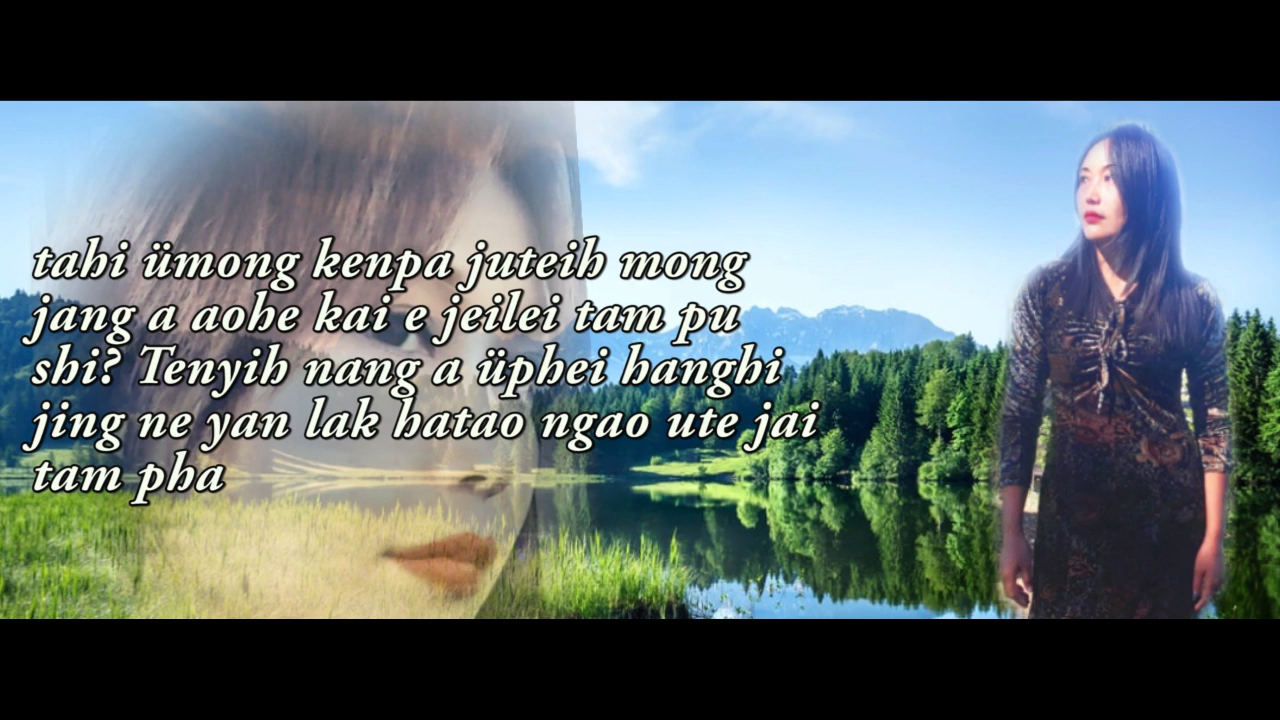 tahi ümong kenpa juteih mong
jang a aohe kai e jeilei tam pu
shi? Tenyih nang a üphei hanghi
jing ne yan lak hatao ngao ute jai
tam pha